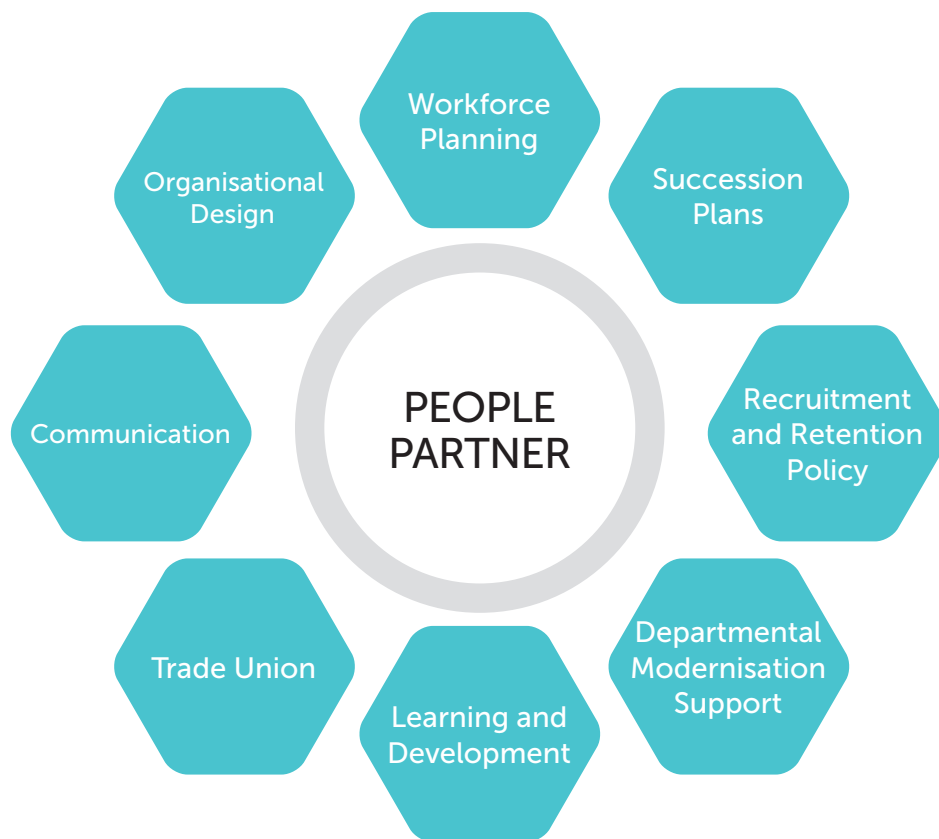 Workforce
Planning
Succession
Plans
Recruitment
and Retention
Policy
Departmental
Modernisation
Support
Learning and
Development
Trade Union
Communication
Organisational
Design
PEOPLE
PARTNER